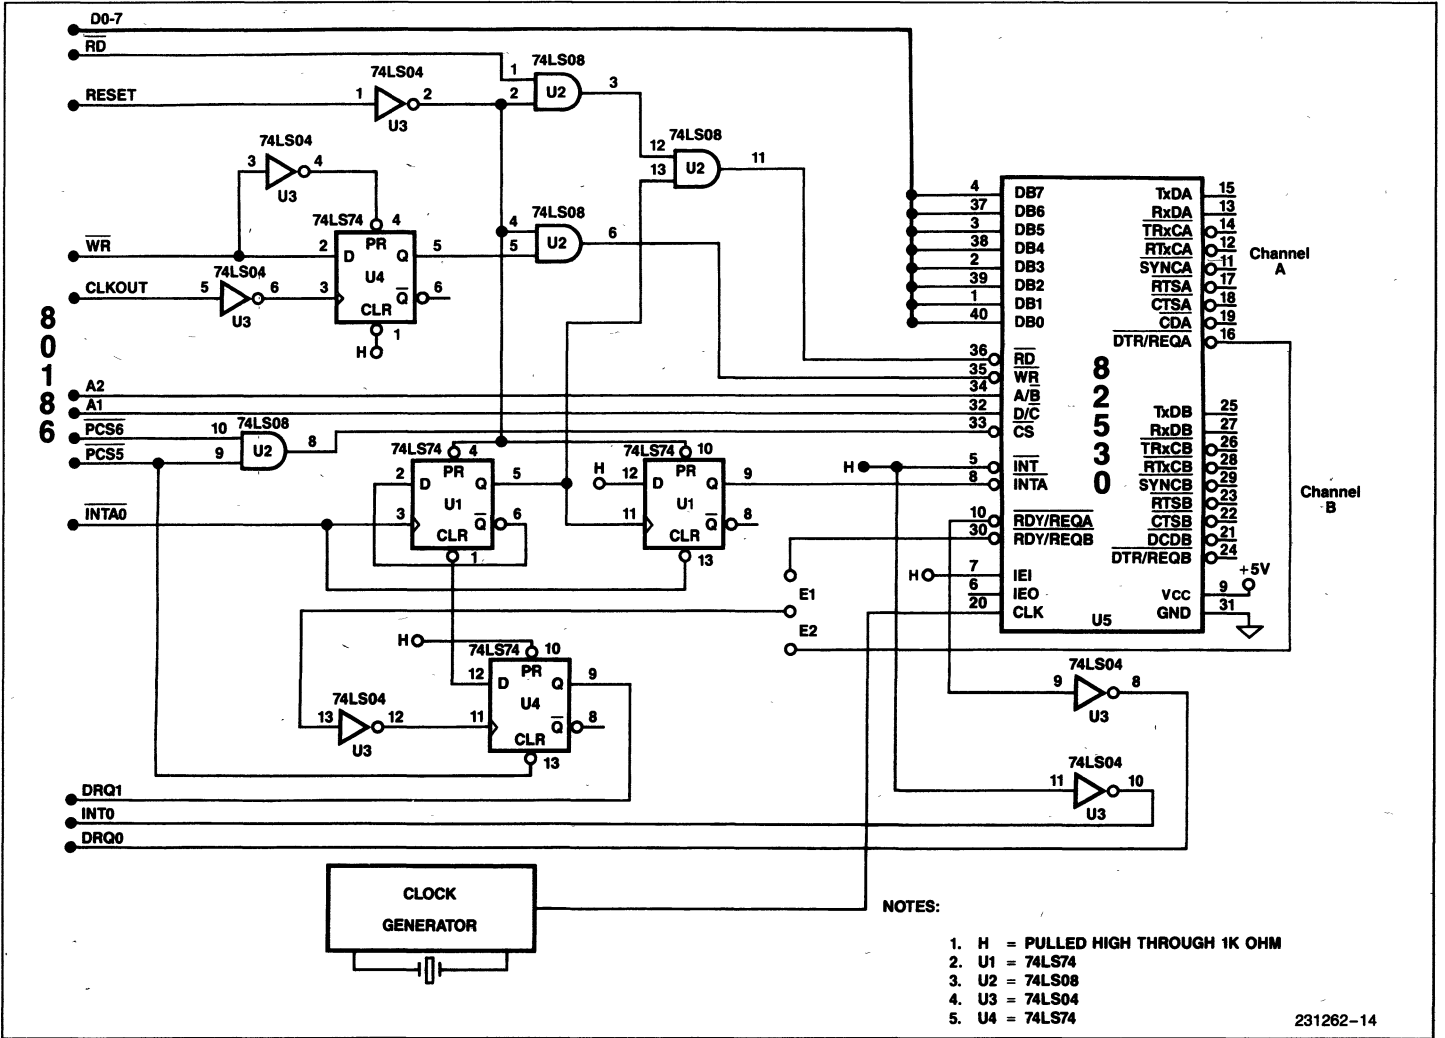 D0-7
RD
RESET
74LS04
1 2
U3
74LS08
1
2
U2
3
74LS04
3 4
U3
74LS08
12
13
U2
11
74LS74
4
PR
WR
2 D Q 5
U4
CLKOUT
5 74LS04 6
U3
3
CLR Q 6
1
H
74LS08
4
5
U2
6
80186
A2
A1
PCS6
PCS5
10 74LS08
9
U2
8
INTA0
74LS74 4
PR
2 D Q 5
U1
3 Q 6
CLR
1
H
74LS74 10
PR
12 D Q 9
U1
11 Q 8
CLR
13
H
74LS74 10
PR
12 D Q 9
U4
11 Q 8
CLR
13
74LS04
13 12
U3
E1
E2
DRQ1
INT0
DRQ0
4 DB7
37 DB6
3 DB5
38 DB4
2 DB3
39 DB2
1 DB1
40 DB0
36 RD
35 WR
34 A/B
32 D/C
33 CS
H
5 INT
8 INTA
10 RDY/REQA
30 RDY/REQB
H 7 IEI
6 IEO
20 CLK
82530
U5
TxDA 15
RxDA 13
TRxCA 14
RTxCA 12
SYNCA 11
RTSA 17
CTSA 18
CDA 19
DTR/REQA 16
Channel
A
TxDB 25
RxDB 27
TRxCB 26
RTxCB 28
SYNCB 29
RTSB 23
CTSB 22
DCDB 21
DTR/REQB 24
Channel
B
+5V
VCC 9
GND 31
74LS04
9 8
U3
74LS04
11 10
U3
CLOCK
GENERATOR
NOTES:
1. H = PULLED HIGH THROUGH 1K OHM
2. U1 = 74LS74
3. U2 = 74LS08
4. U3 = 74LS04
5. U4 = 74LS74
231262-14